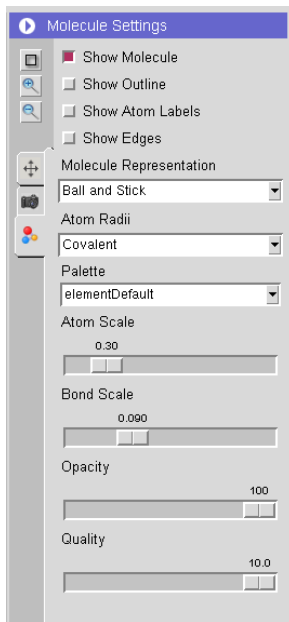 Molecule Settings
Show Molecule
Show Outline
Show Atom Labels
Show Edges
Molecule Representation
Ball and Stick
Atom Radii
Covalent
Palette
elementDefault
Atom Scale
0.30
Bond Scale
0.090
Opacity
100
Quality
10.0